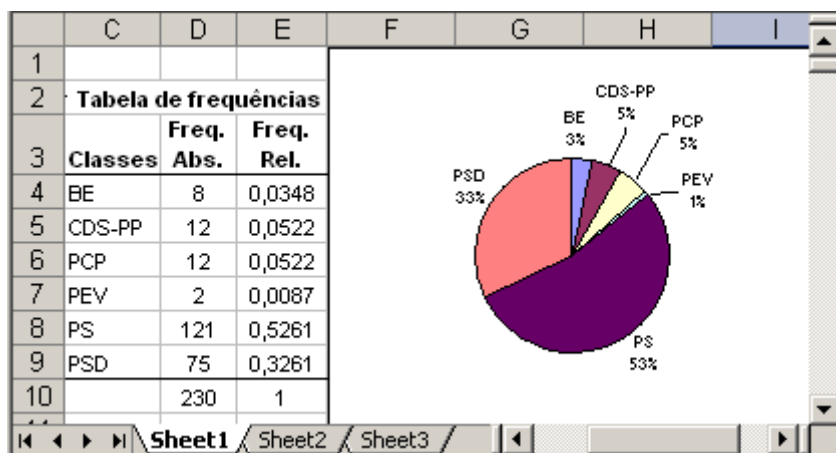 C D E F G H I
1
2 Tabela de frequências
3 Classes Freq. Abs. Freq. Rel.
4 BE 8 0,0348
5 CDS-PP 12 0,0522
6 PCP 12 0,0522
7 PEV 2 0,0087
8 PS 121 0,5261
9 PSD 75 0,3261
10 230 1
BE
3%
CDS-PP
5%
PCP
5%
PEV
1%
PSD
33%
PS
53%
Sheet1 Sheet2 Sheet3